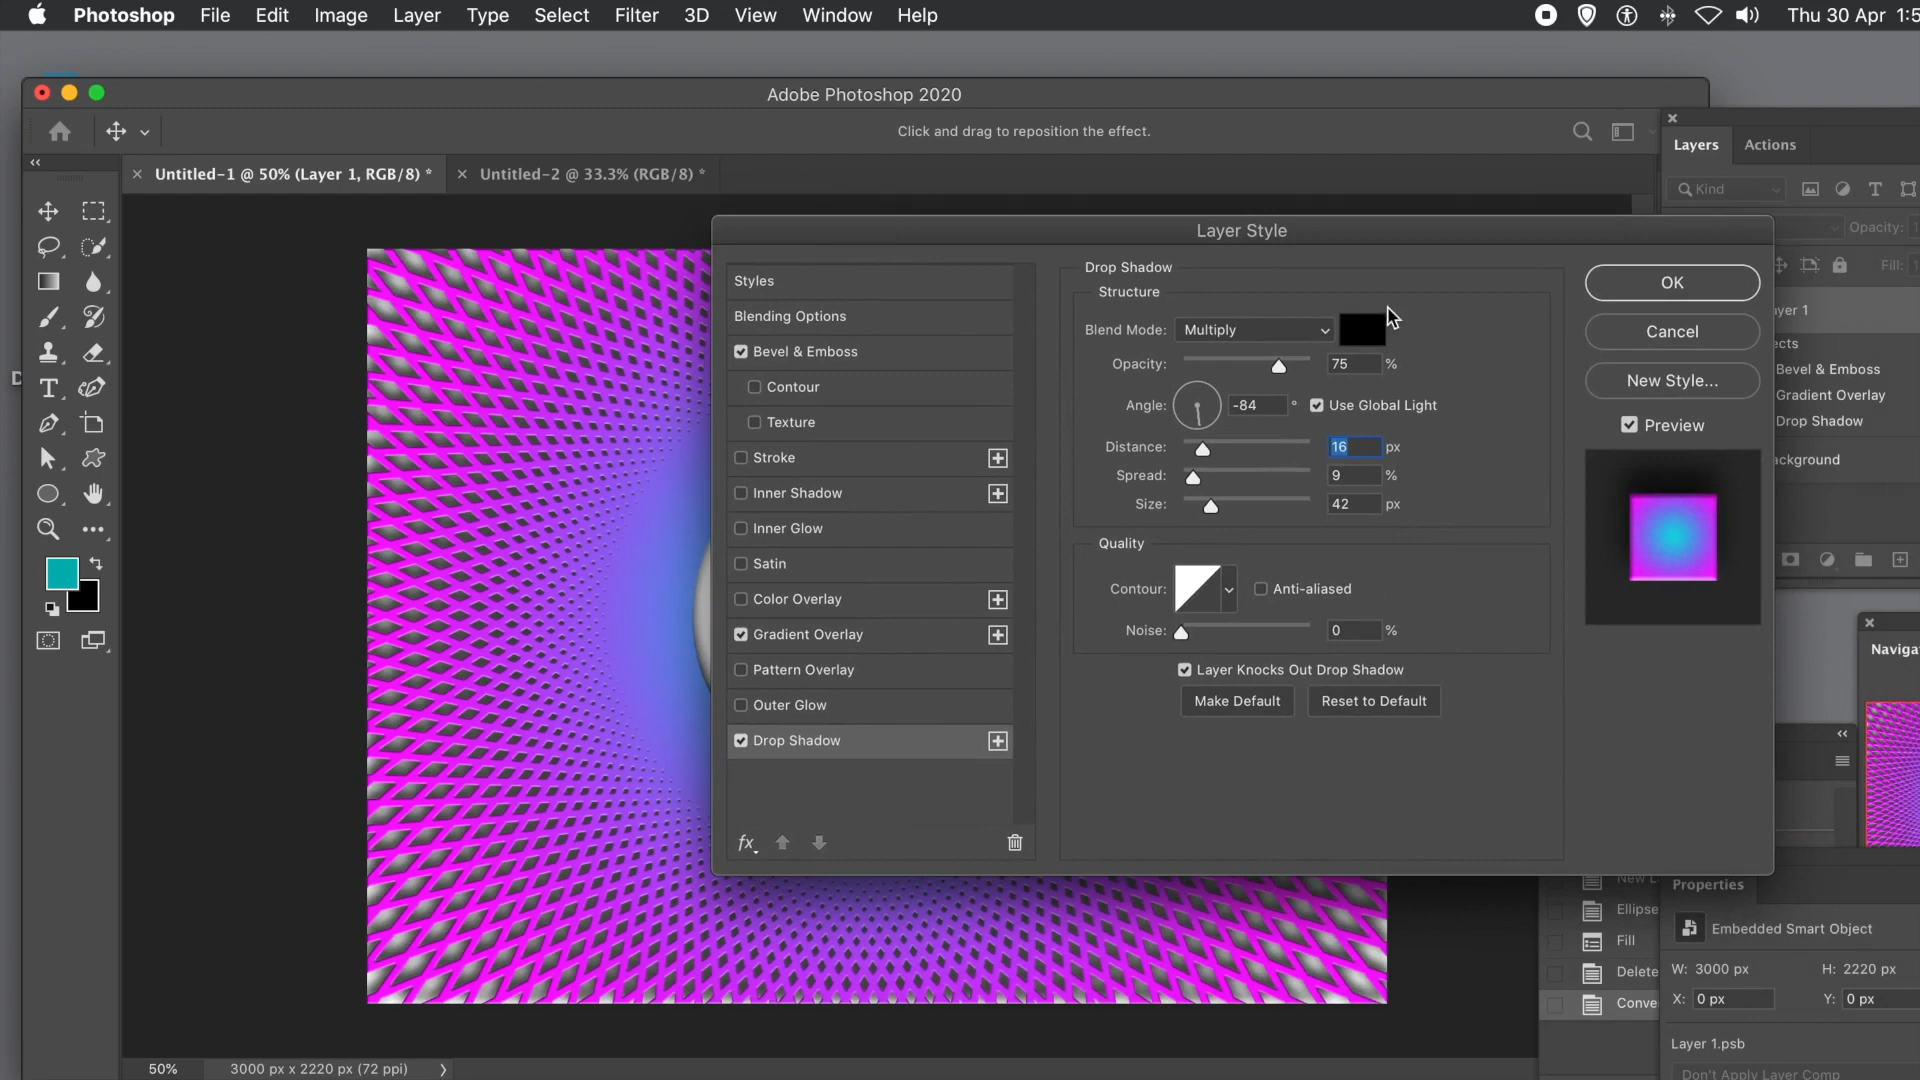 Photoshop File Edit Image Layer Type Select Filter 3D View Window Help Thu 30 Apr 1:5
Adobe Photoshop 2020
Click and drag to reposition the effect.
Layers Actions
Untitled-1 @ 50% (Layer 1, RGB/8) * Untitled-2 @ 33.3% (RGB/8) *
Kind
Opacity: 1
Fill: 1
yer 1
ects
Bevel & Emboss
Gradient Overlay
Drop Shadow
ackground
Layer Style
Styles
Blending Options
Bevel & Emboss
Contour
Texture
Stroke
Inner Shadow
Inner Glow
Satin
Color Overlay
Gradient Overlay
Pattern Overlay
Outer Glow
Drop Shadow
fx
Drop Shadow
Structure
Blend Mode: Multiply
Opacity: 75 %
Angle: -84 ° Use Global Light
Distance: 16 px
Spread: 9 %
Size: 42 px
Quality
Contour: Anti-aliased
Noise: 0 %
Layer Knocks Out Drop Shadow
Make Default Reset to Default
OK
Cancel
New Style...
Preview
Naviga
New L
Ellipse
Fill
Delete
Conve
Properties
Embedded Smart Object
W: 3000 px H: 2220 px
X: 0 px Y: 0 px
Layer 1.psb
Don't Apply Layer Comp
50% 3000 px x 2220 px (72 ppi)